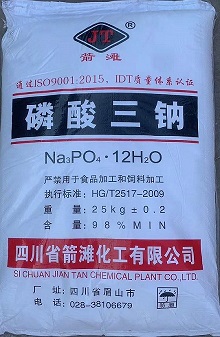 JT
®
箭滩
通过ISO9001:2015, IDT质量体系认证
磷酸三钠
Na₃PO₄·12H₂O
严禁用于食品加工和饲料加工
执行标准: HG/T2517-2009
重量: 25kg±0.2
含量: 98%MIN
四川省箭滩化工有限公司
SI CHUAN JIAN TAN CHEMICAL PLANT CO.,LTD.
厂址: 四川省眉山市
电话: 028-38106679